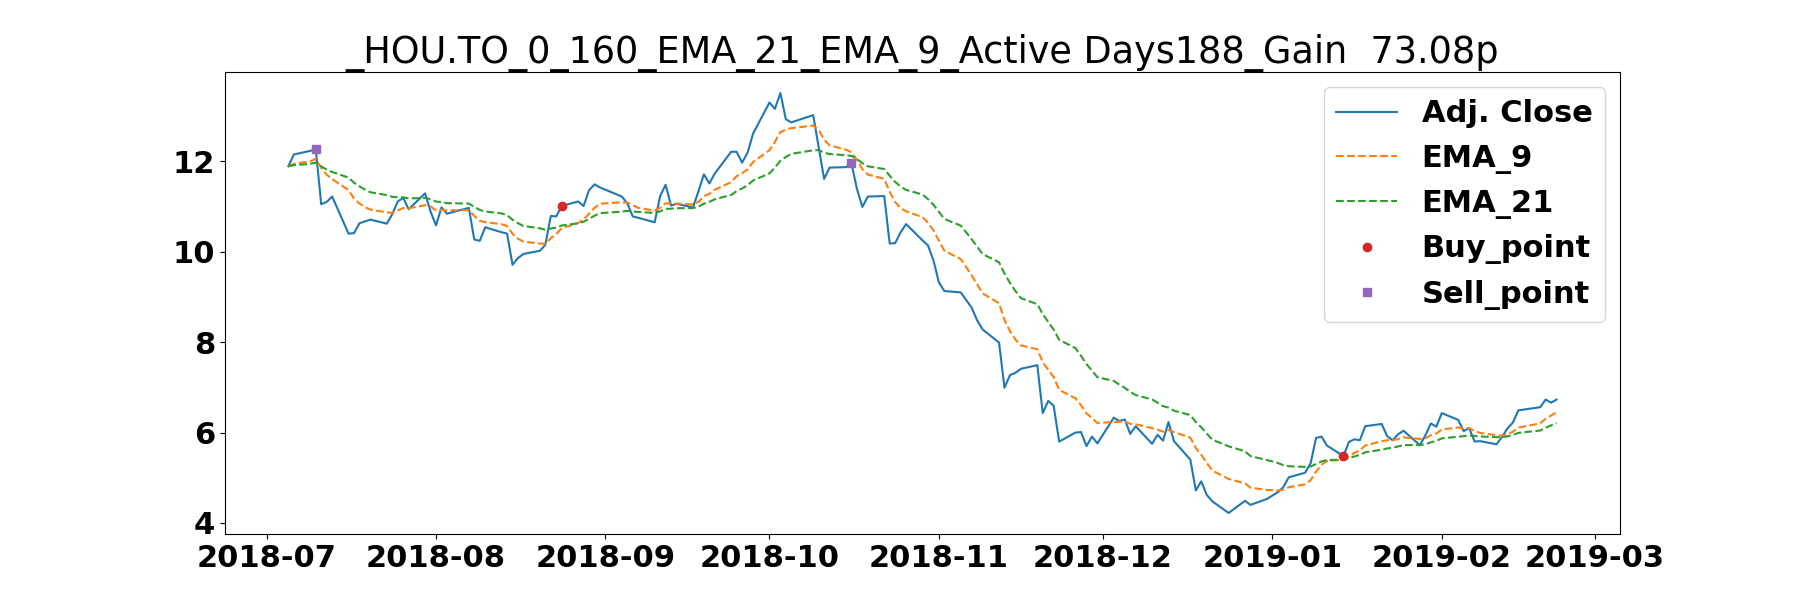 _HOU.TO_0_160_EMA_21_EMA_9_Active Days188_Gain  73.08p
Adj. Close
EMA_9
EMA_21
Buy_point
Sell_point
12
10
8
6
4
2018-07 2018-08 2018-09 2018-10 2018-11 2018-12 2019-01 2019-02 2019-03